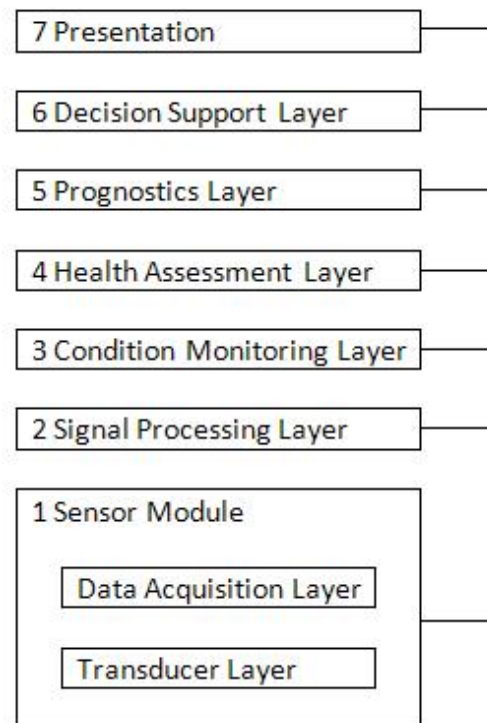 7 Presentation
6 Decision Support Layer
5 Prognostics Layer
4 Health Assessment Layer
3 Condition Monitoring Layer
2 Signal Processing Layer
1 Sensor Module
Data Acquisition Layer
Transducer Layer